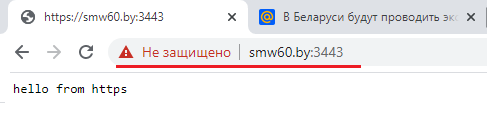 https://smw60.by:3443
В Беларуси будут проводить экс
Не защищено smw60.by:3443
hello from https